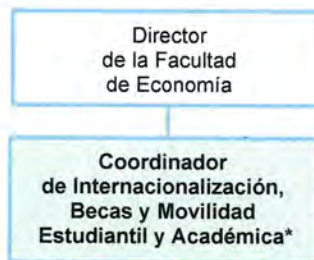 Director
de la Facultad
de Economía
Coordinador
de Internacionalización,
Becas y Movilidad
Estudiantil y Académica*